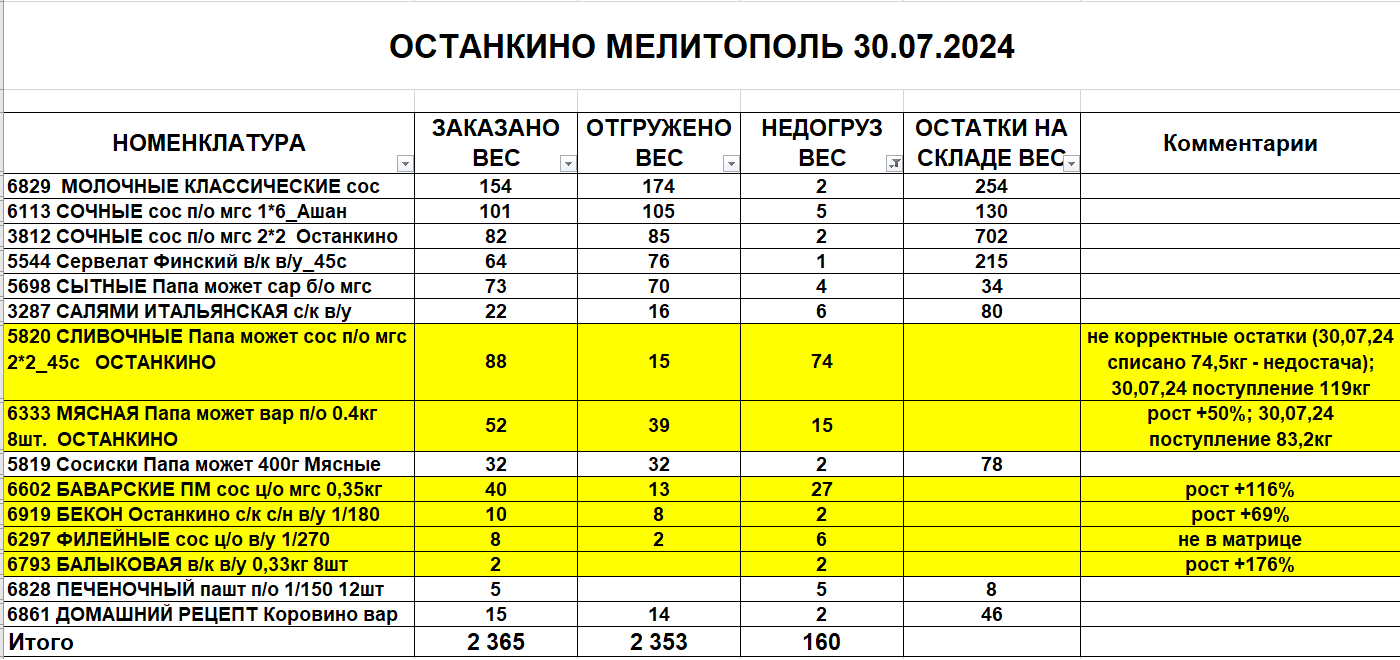 ОСТАНКИНО МЕЛИТОПОЛЬ 30.07.2024
НОМЕНКЛАТУРА ЗАКАЗАНО ВЕС ОТГРУЖЕНО ВЕС НЕДОГРУЗ ВЕС ОСТАТКИ НА СКЛАДЕ ВЕС Комментарии
6829 МОЛОЧНЫЕ КЛАССИЧЕСКИЕ сос 154 174 2 254
6113 СОЧНЫЕ сос п/о мгс 1*6_Ашан 101 105 5 130
3812 СОЧНЫЕ сос п/о мгс 2*2 Останкино 82 85 2 702
5544 Сервелат Финский в/к в/у_45с 64 76 1 215
5698 СЫТНЫЕ Папа может сар б/о мгс 73 70 4 34
3287 САЛЯМИ ИТАЛЬЯНСКАЯ с/к в/у 22 16 6 80
5820 СЛИВОЧНЫЕ Папа может сос п/о мгс
2*2_45с ОСТАНКИНО 88 15 74
не корректные остатки (30,07,24
списано 74,5кг - недостача);
30,07,24 поступление 119кг
6333 МЯСНАЯ Папа может вар п/о 0.4кг
8шт. ОСТАНКИНО 52 39 15
рост +50%; 30,07,24
поступление 83,2кг
5819 Сосиски Папа может 400г Мясные 32 32 2 78
6602 БАВАРСКИЕ ПМ сос ц/о мгс 0,35кг 40 13 27 рост +116%
6919 БЕКОН Останкино с/к с/н в/у 1/180 10 8 2 рост +69%
6297 ФИЛЕЙНЫЕ сос ц/о в/у 1/270 8 2 6 не в матрице
6793 БАЛЫКОВАЯ в/к в/у 0,33кг 8шт 2 2 рост +176%
6828 ПЕЧЕНОЧНЫЙ пашт п/о 1/150 12шт 5 5 8
6861 ДОМАШНИЙ РЕЦЕПТ Коровино вар 15 14 2 46
Итого 2 365 2 353 160